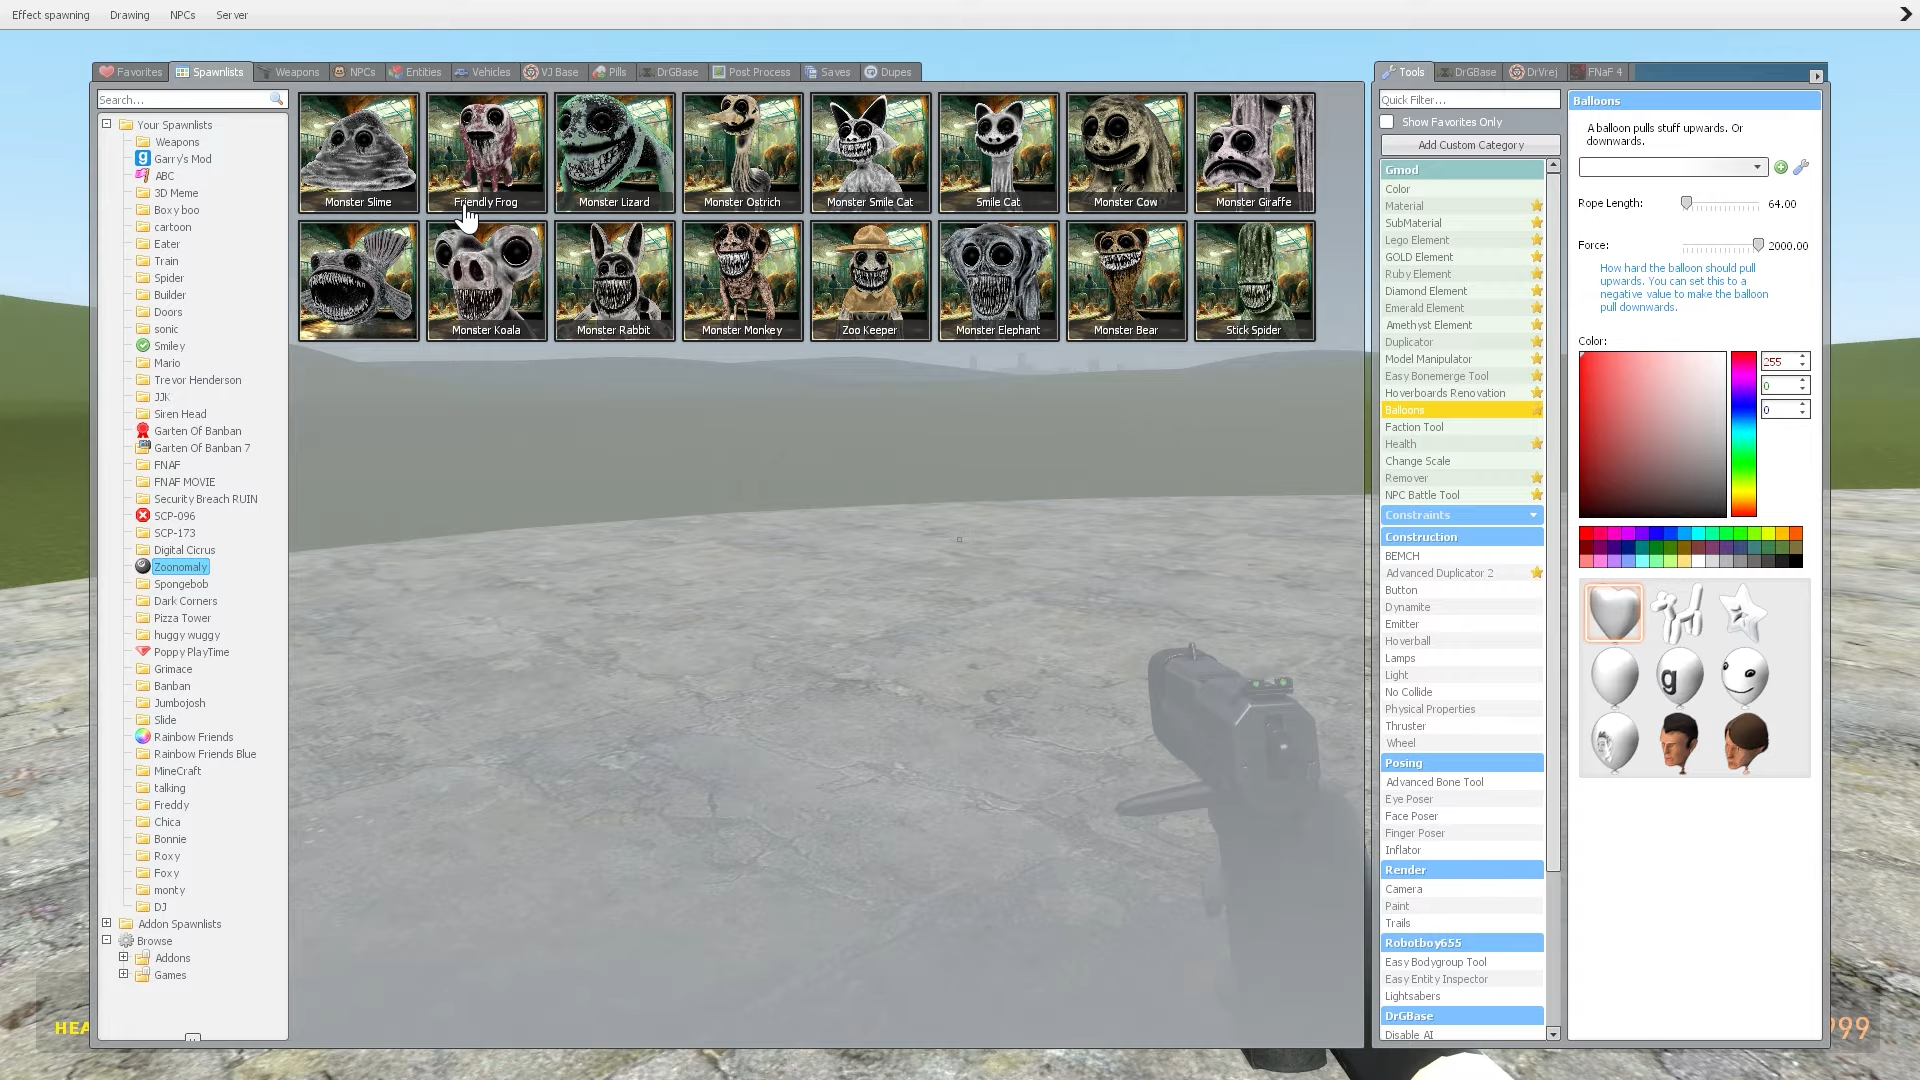 Effect spawning Drawing NPCs Server
Favorites Spawnlists Weapons NPCs Entities Vehicles VJ Base Pills DrGBase Post Process Saves Dupes
Search...
Your Spawnlists
Weapons
Garry's Mod
ABC
3D Meme
Boxy boo
cartoon
Eater
Train
Spider
Builder
Doors
sonic
Smiley
Mario
Trevor Henderson
JJK
Siren Head
Garten Of Banban
Garten Of Banban 7
FNAF
FNAF MOVIE
Security Breach RUIN
SCP-096
SCP-173
Digital Cicrus
Zoonomaly
Spongebob
Dark Corners
Pizza Tower
huggy wuggy
Poppy PlayTime
Grimace
Banban
Jumbojosh
Slide
Rainbow Friends
Rainbow Friends Blue
MineCraft
talking
Freddy
Chica
Bonnie
Roxy
Foxy
monty
DJ
Addon Spawnlists
Browse
Addons
Games
Monster Slime Friendly Frog Monster Lizard Monster Ostrich Monster Smile Cat Smile Cat Monster Cow Monster Giraffe
Monster Koala Monster Rabbit Monster Monkey Zoo Keeper Monster Elephant Monster Bear Stick Spider
Tools DrGBase DrVrej FNaF 4
Quick Filter...
Show Favorites Only
Add Custom Category
Gmod
Color
Material
SubMaterial
Lego Element
GOLD Element
Ruby Element
Diamond Element
Emerald Element
Amethyst Element
Duplicator
Model Manipulator
Easy Bonemerge Tool
Hoverboards Renovation
Balloons
Faction Tool
Health
Change Scale
Remover
NPC Battle Tool
Constraints
Construction
BEMCH
Advanced Duplicator 2
Button
Dynamite
Emitter
Hoverball
Lamps
Light
No Collide
Physical Properties
Thruster
Wheel
Posing
Advanced Bone Tool
Eye Poser
Face Poser
Finger Poser
Inflator
Render
Camera
Paint
Trails
Robotboy655
Easy Bodygroup Tool
Easy Entity Inspector
Lightsabers
DrGBase
Disable AI
Balloons
A balloon pulls stuff upwards. Or
downwards.
Rope Length: 64.00
Force: 2000.00
How hard the balloon should pull
upwards. You can set this to a
negative value to make the balloon
pull downwards.
Color:
255
0
0
g
HEA
999